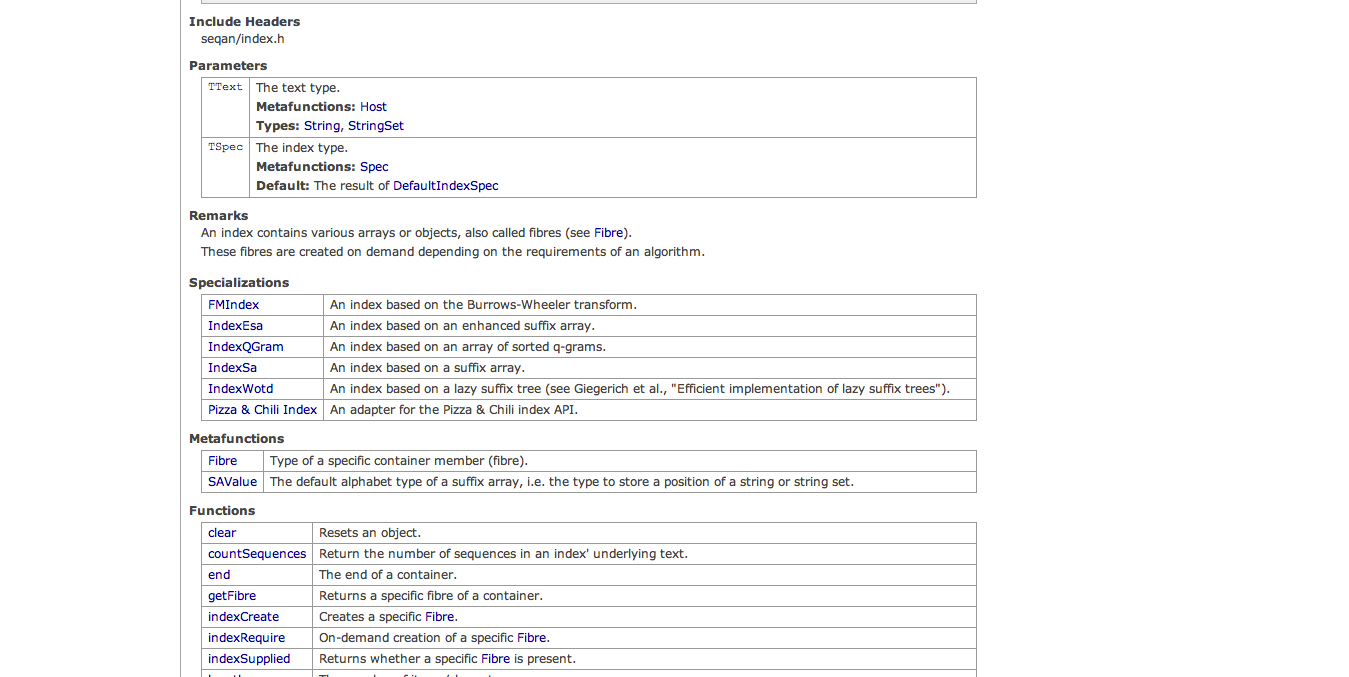 Include Headers
seqan/index.h
Parameters
TText The text type.
Metafunctions: Host
Types: String, StringSet
TSpec The index type.
Metafunctions: Spec
Default: The result of DefaultIndexSpec
Remarks
An index contains various arrays or objects, also called fibres (see Fibre).
These fibres are created on demand depending on the requirements of an algorithm.
Specializations
FMIndex An index based on the Burrows-Wheeler transform.
IndexEsa An index based on an enhanced suffix array.
IndexQGram An index based on an array of sorted q-grams.
IndexSa An index based on a suffix array.
IndexWotd An index based on a lazy suffix tree (see Giegerich et al., "Efficient implementation of lazy suffix trees").
Pizza & Chili Index An adapter for the Pizza & Chili index API.
Metafunctions
Fibre Type of a specific container member (fibre).
SAValue The default alphabet type of a suffix array, i.e. the type to store a position of a string or string set.
Functions
clear Resets an object.
countSequences Return the number of sequences in an index' underlying text.
end The end of a container.
getFibre Returns a specific fibre of a container.
indexCreate Creates a specific Fibre.
indexRequire On-demand creation of a specific Fibre.
indexSupplied Returns whether a specific Fibre is present.